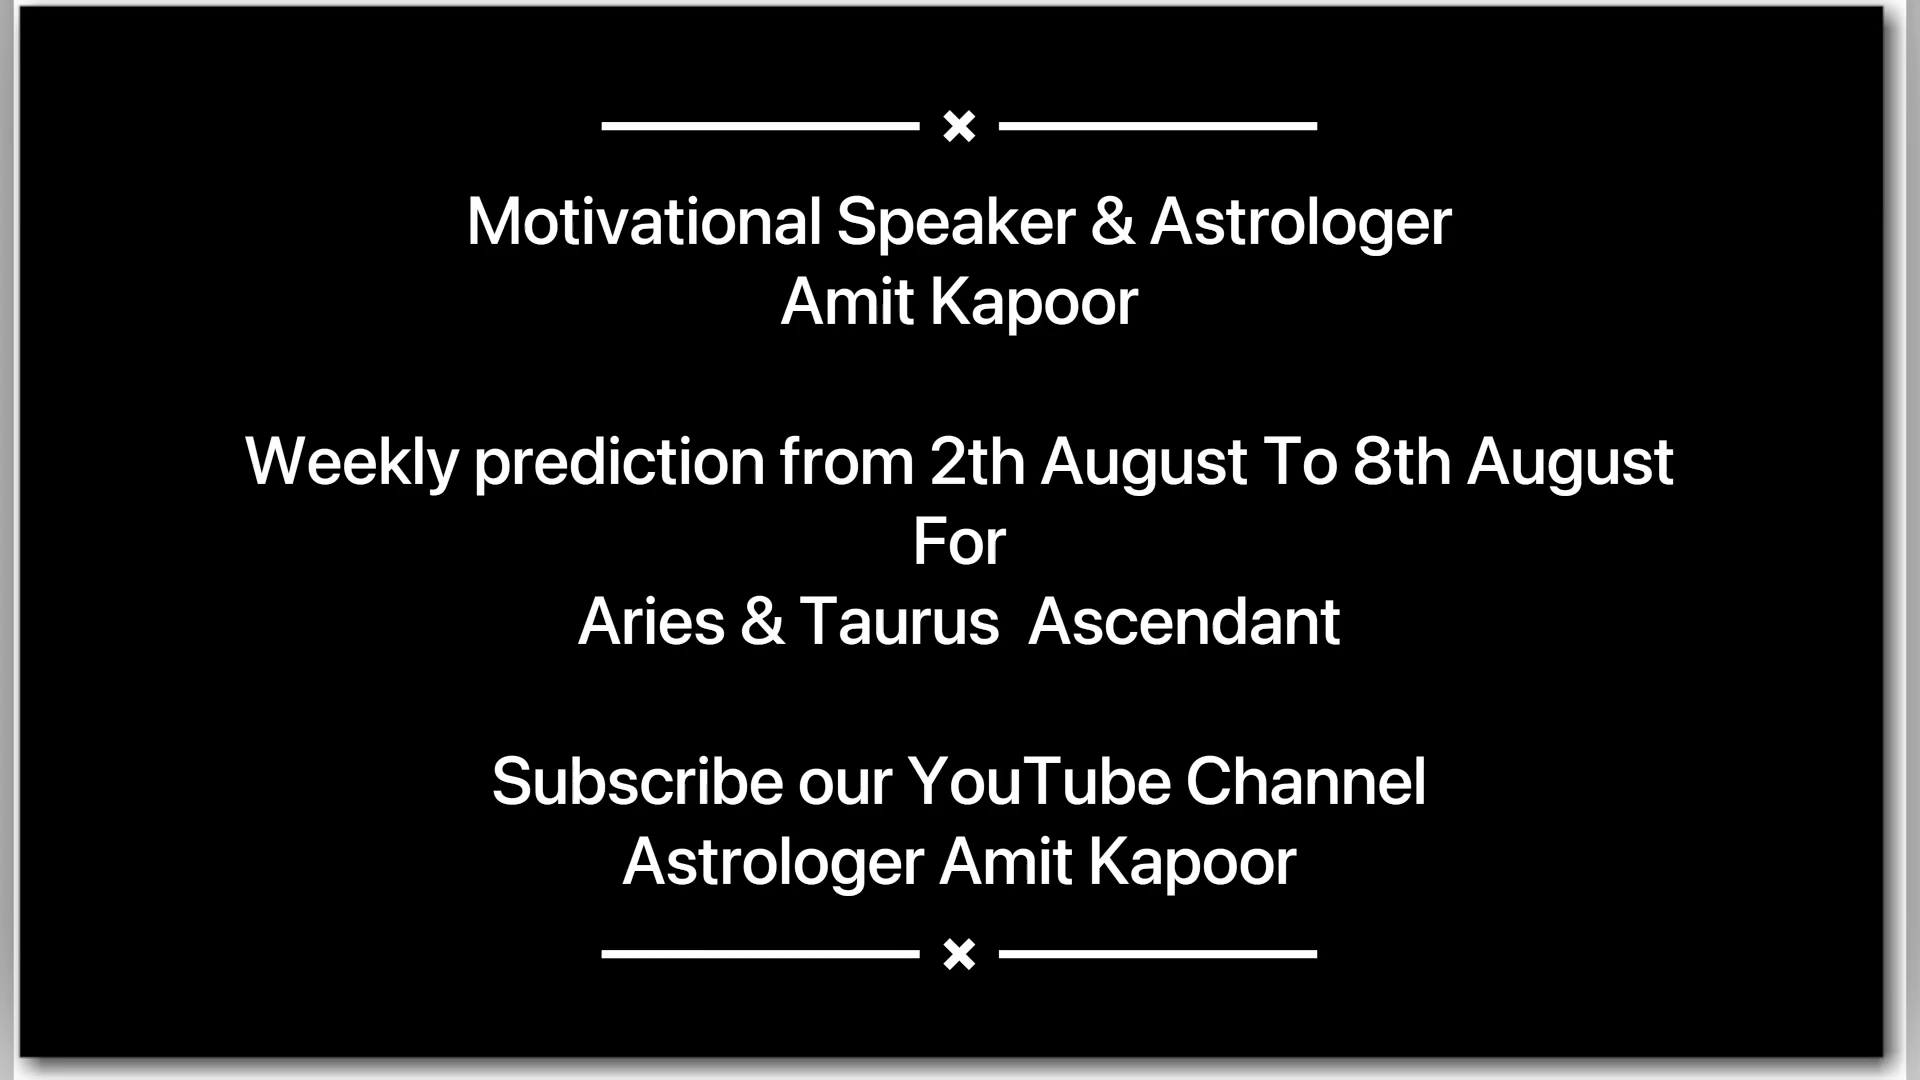 Motivational Speaker & Astrologer
Amit Kapoor
Weekly prediction from 2th August To 8th August
For
Aries & Taurus  Ascendant
Subscribe our YouTube Channel
Astrologer Amit Kapoor